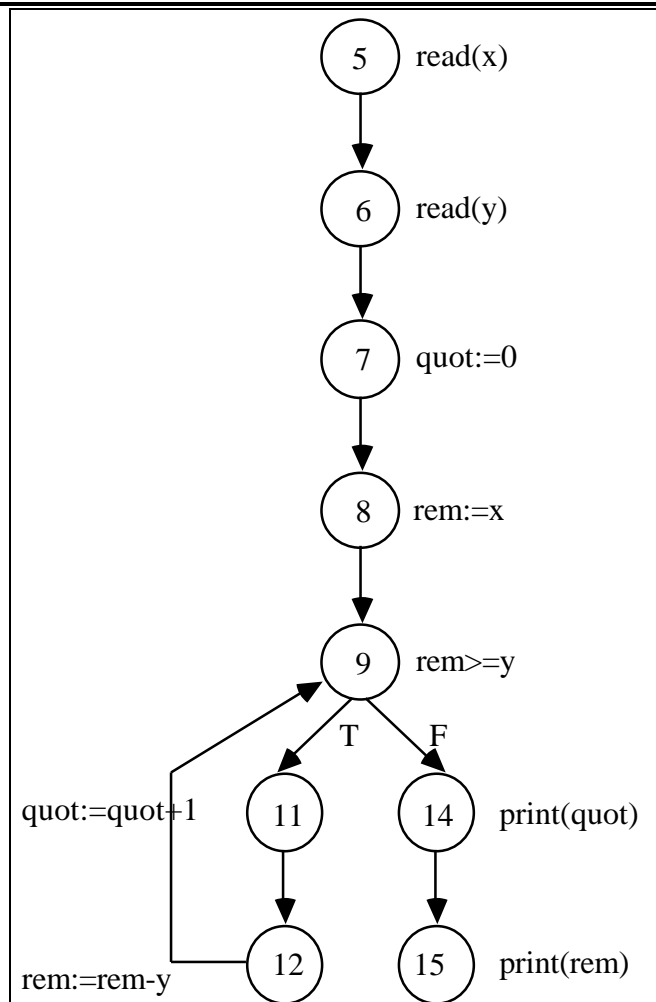 5 read(x)
6 read(y)
7 quot:=0
8 rem:=x
9 rem>=y
T F
quot:=quot+1 11 14 print(quot)
rem:=rem-y 12 15 print(rem)